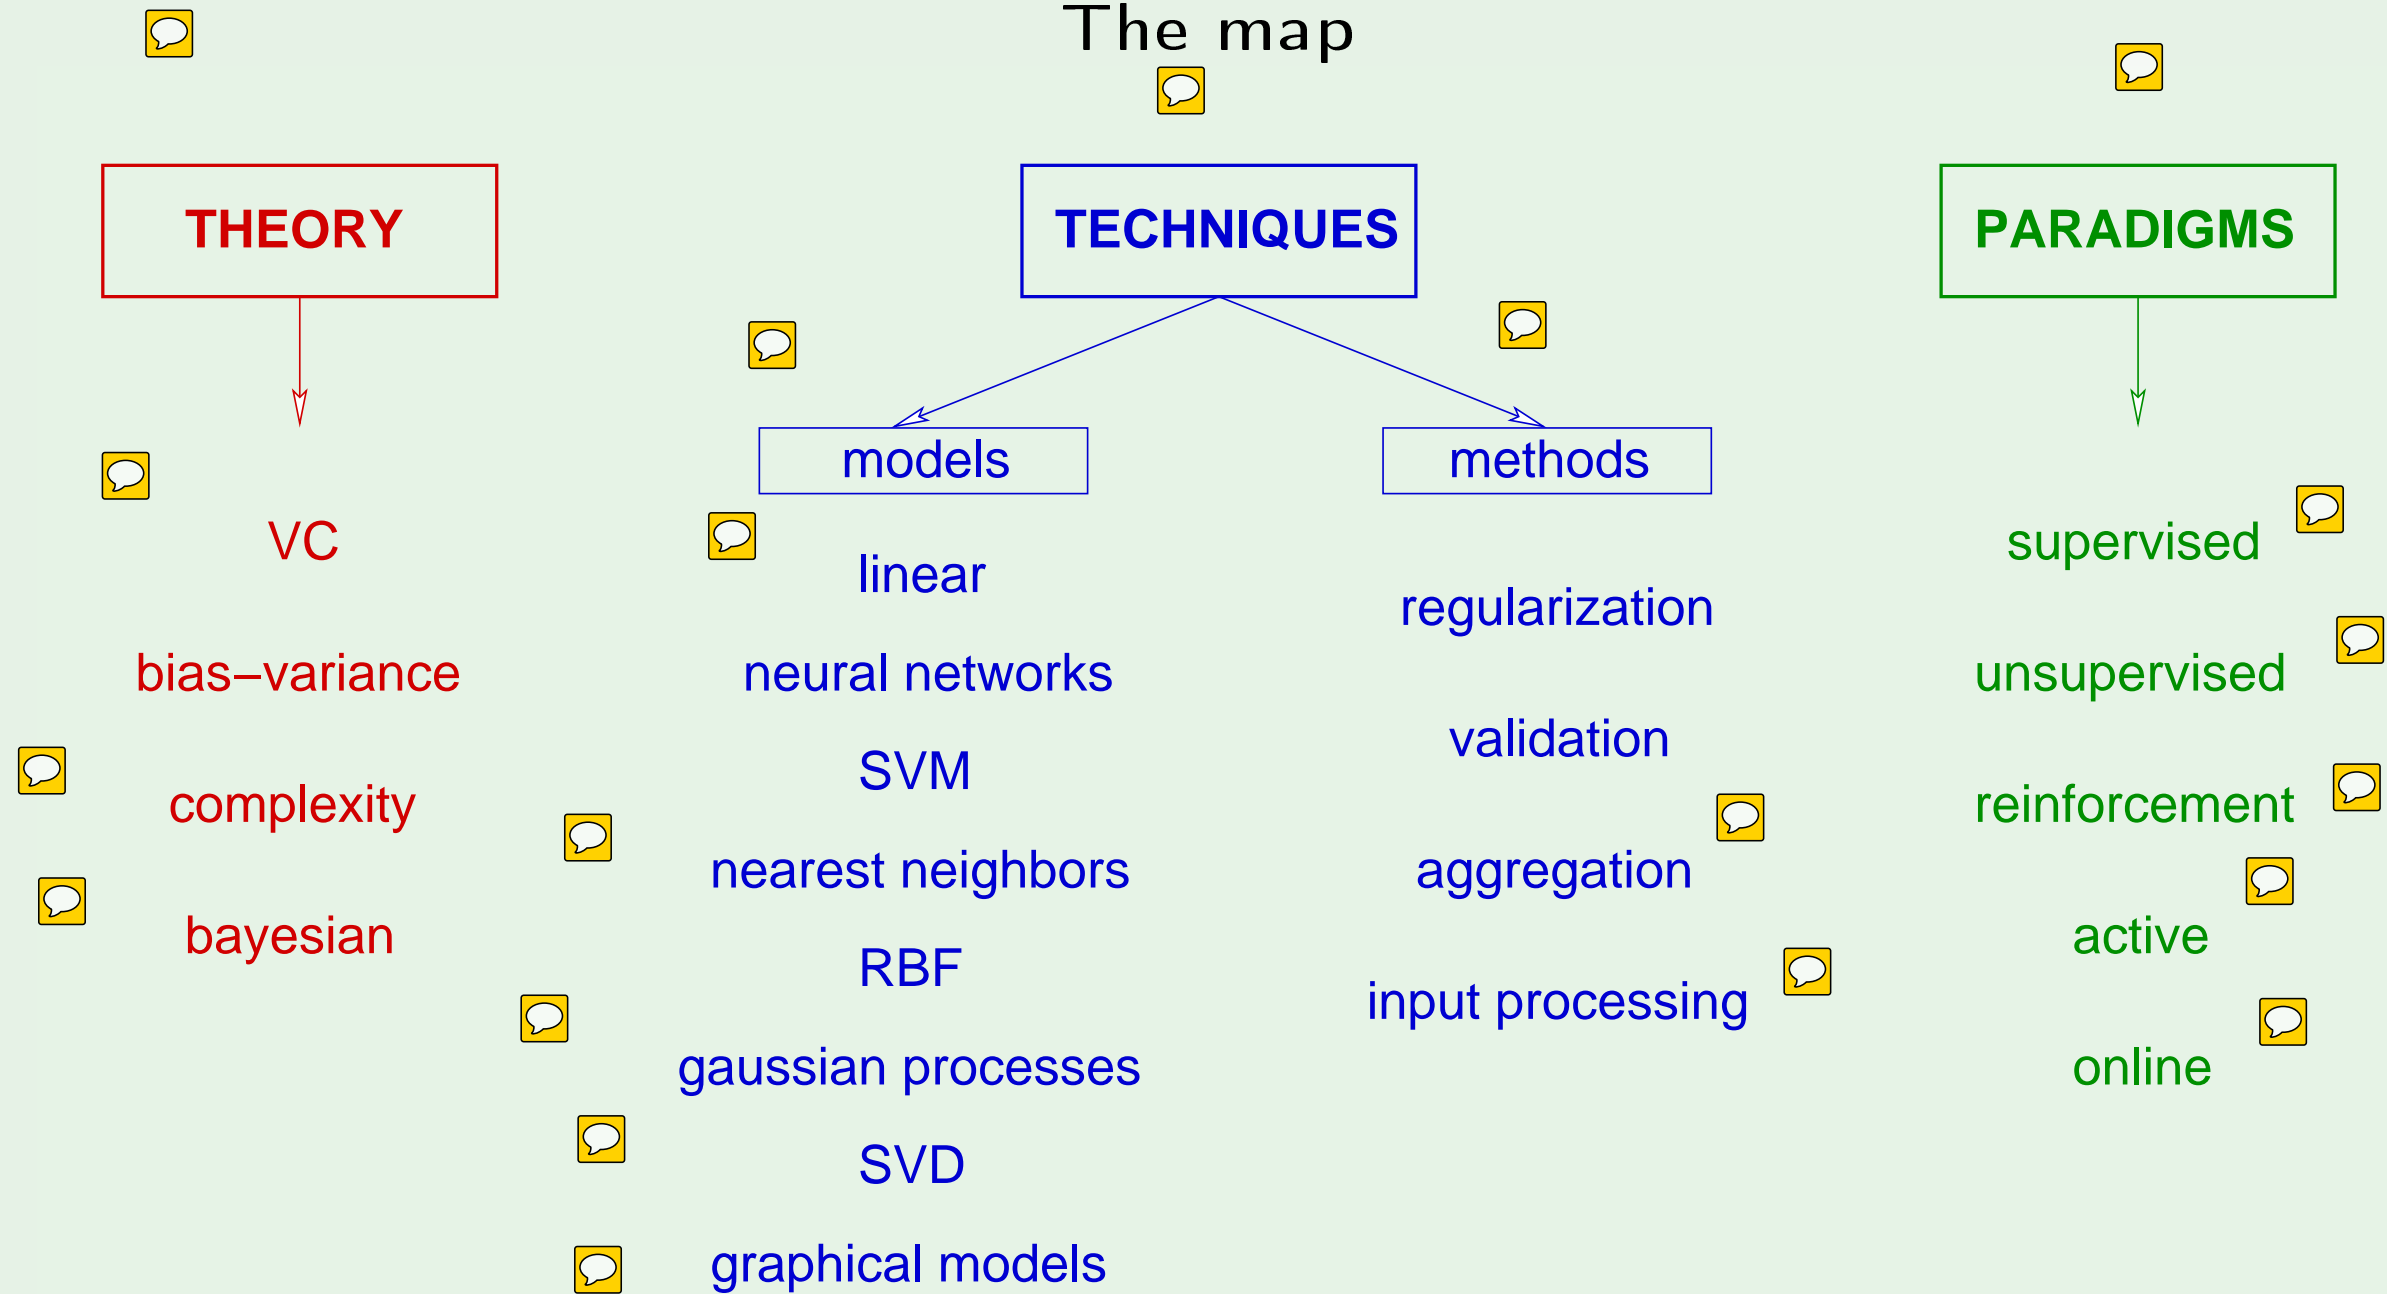 The map
THEORY
VC
bias–variance
complexity
bayesian
TECHNIQUES
models
linear
neural networks
SVM
nearest neighbors
RBF
gaussian processes
SVD
graphical models
methods
regularization
validation
aggregation
input processing
PARADIGMS
supervised
unsupervised
reinforcement
active
online